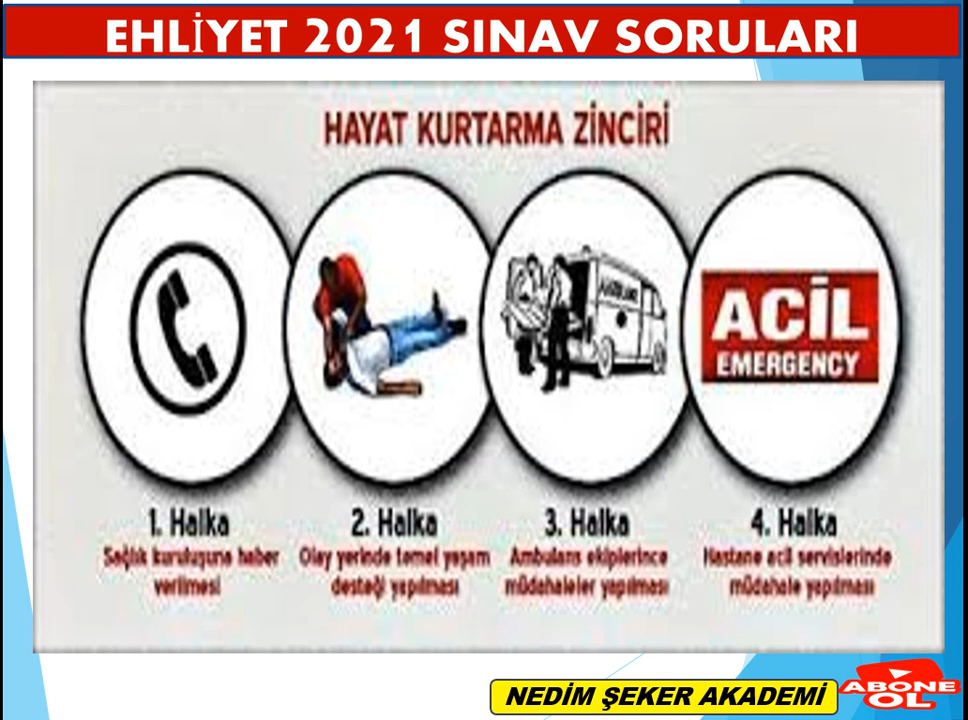 EHLİYET 2021 SINAV SORULARI
HAYAT KURTARMA ZİNCİRİ
ACİL
EMERGENCY
1. Halka
Sağlık kuruluşuna haber
verilmesi
2. Halka
Olay yerinde temel yaşam
desteği yapılması
3. Halka
Ambulans ekiplerince
müdahaleler yapılması
4. Halka
Hastane acil servislerinde
müdahale yapılması
NEDİM ŞEKER AKADEMİ
ABONE
OL